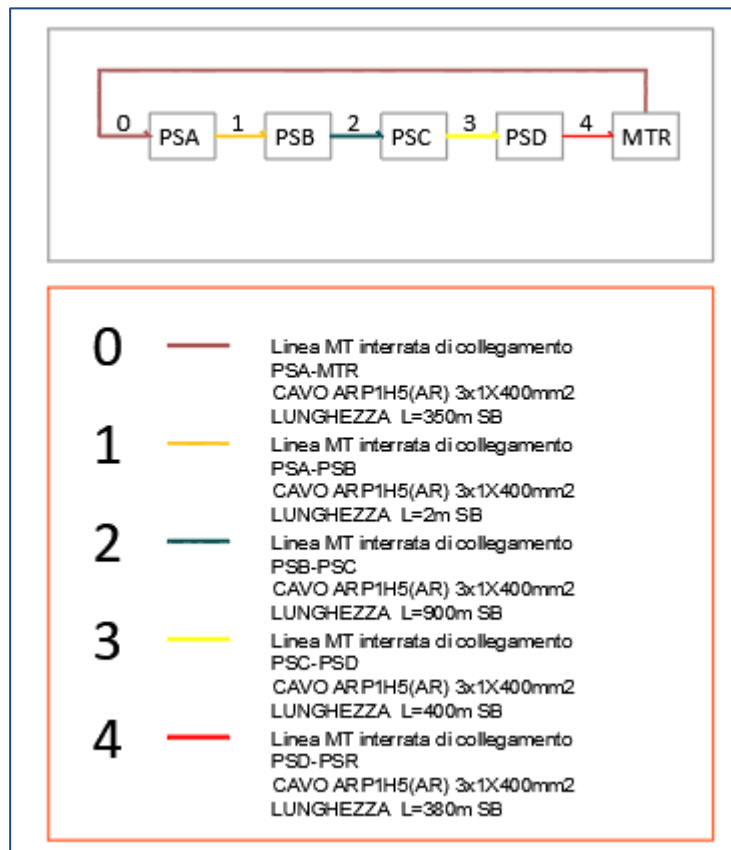 0 1 2 3 4
PSA PSB PSC PSD MTR
0 Linea MT interrata di collegamento
PSA-MTR
CAVO ARP1H5(AR) 3x1X400mm2
LUNGHEZZA L=350m SB
1 Linea MT interrata di collegamento
PSA-PSB
CAVO ARP1H5(AR) 3x1X400mm2
LUNGHEZZA L=2m SB
2 Linea MT interrata di collegamento
PSB-PSC
CAVO ARP1H5(AR) 3x1X400mm2
LUNGHEZZA L=900m SB
3 Linea MT interrata di collegamento
PSC-PSD
CAVO ARP1H5(AR) 3x1X400mm2
LUNGHEZZA L=400m SB
4 Linea MT interrata di collegamento
PSD-PSR
CAVO ARP1H5(AR) 3x1X400mm2
LUNGHEZZA L=380m SB